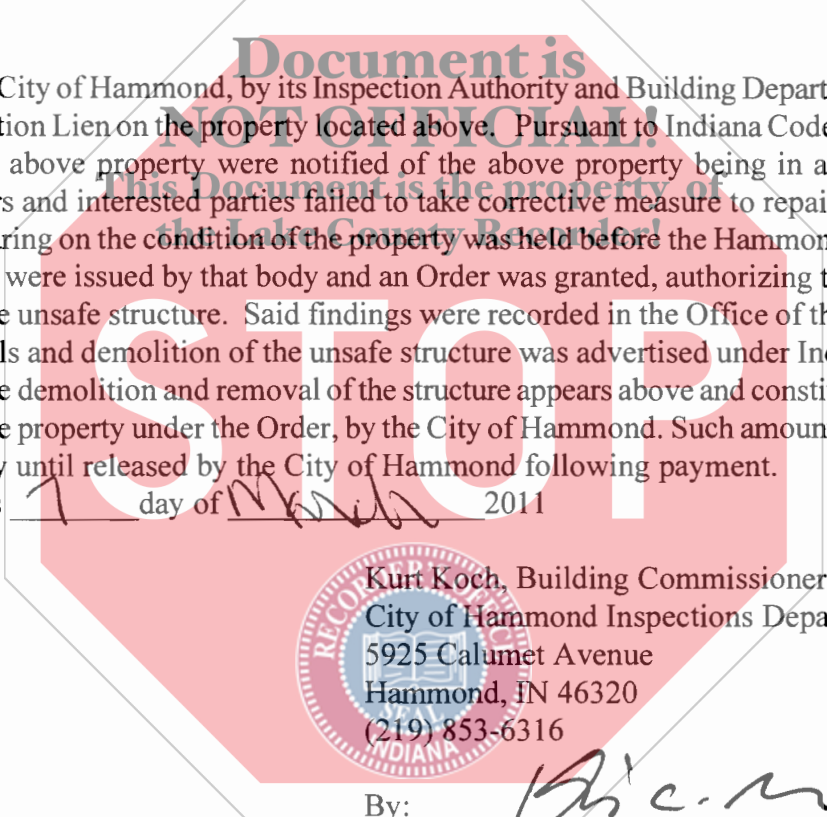 Document is
City of Hammond, by its Inspection Authority and Building Depart
NOT OFFICIAL!
tion Lien on the property located above. Pursuant to Indiana Code
above property were notified of the above property being in a
This Document is the property of
rs and interested parties failed to take corrective measure to repai
the Lake County Recorder!
ring on the condition of the property was held before the Hammon
were issued by that body and an Order was granted, authorizing t
e unsafe structure. Said findings were recorded in the Office of th
ls and demolition of the unsafe structure was advertised under In
e demolition and removal of the structure appears above and consti
e property under the Order, by the City of Hammond. Such amoun
y until released by the City of Hammond following payment.
STOP
s 7 day of March 2011
Kurt Koch, Building Commissioner
City of Hammond Inspections Depa
5925 Calumet Avenue
Hammond, IN 46320
(219) 853-6316
RECORDER OFFICE
SEAL
INDIANA
By: